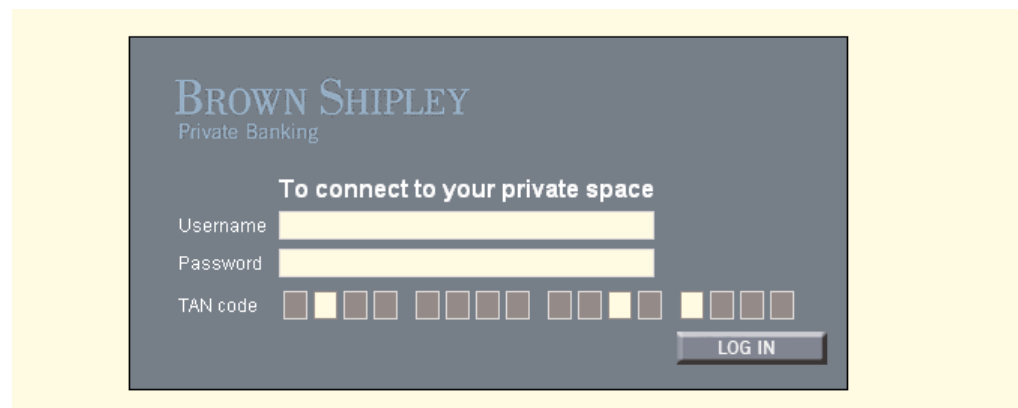 BROWN SHIPLEY
Private Banking
To connect to your private space
Username
Password
TAN code
LOG IN